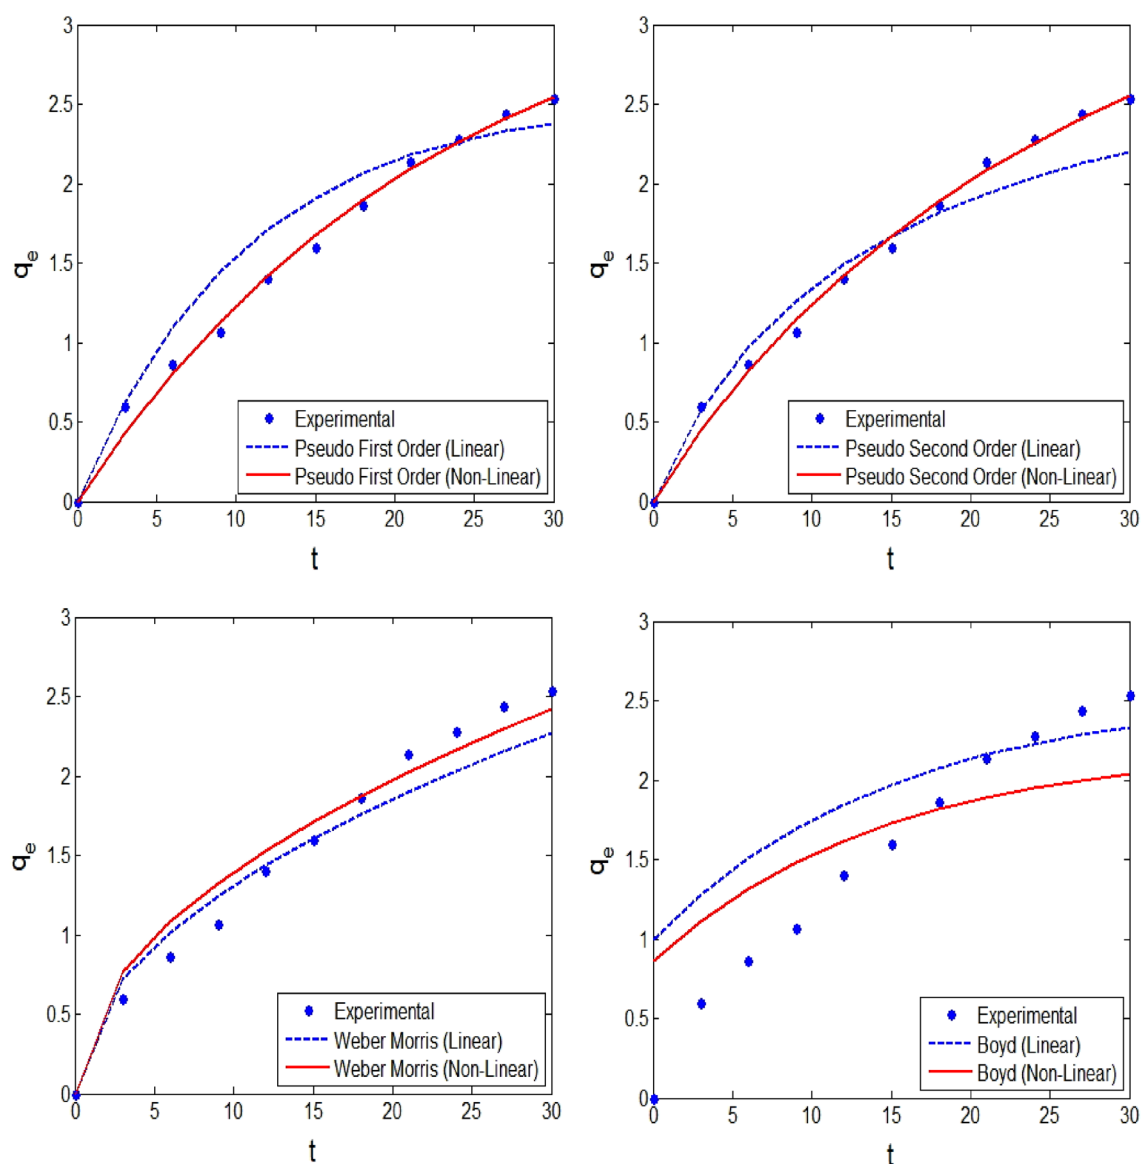 3
2.5
2
1.5
1
0.5
0
q_e
0 5 10 15 20 25 30
t
Experimental
Pseudo First Order (Linear)
Pseudo First Order (Non-Linear)
3
2.5
2
1.5
1
0.5
0
q_e
0 5 10 15 20 25 30
t
Experimental
Pseudo Second Order (Linear)
Pseudo Second Order (Non-Linear)
3
2.5
2
1.5
1
0.5
0
q_e
0 5 10 15 20 25 30
t
Experimental
Weber Morris (Linear)
Weber Morris (Non-Linear)
3
2.5
2
1.5
1
0.5
0
q_e
0 5 10 15 20 25 30
t
Experimental
Boyd (Linear)
Boyd (Non-Linear)